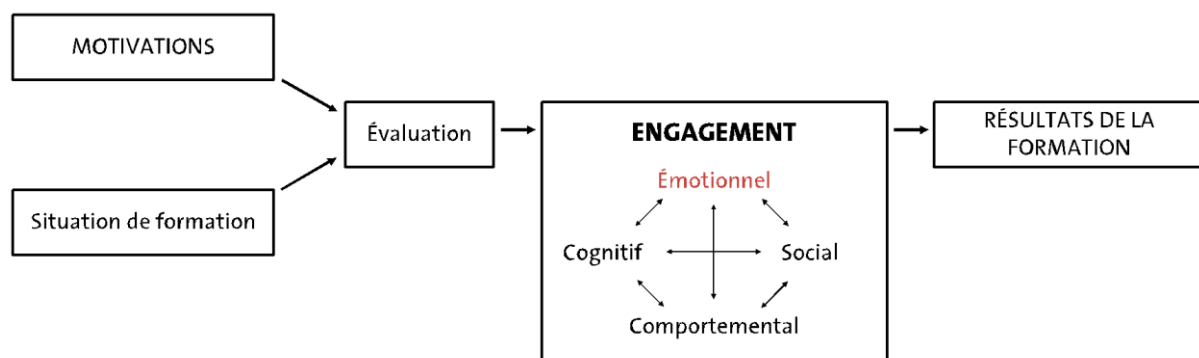 MOTIVATIONS
Situation de formation
Évaluation
ENGAGEMENT
Émotionnel
Cognitif
Social
Comportemental
RÉSULTATS DE LA
FORMATION